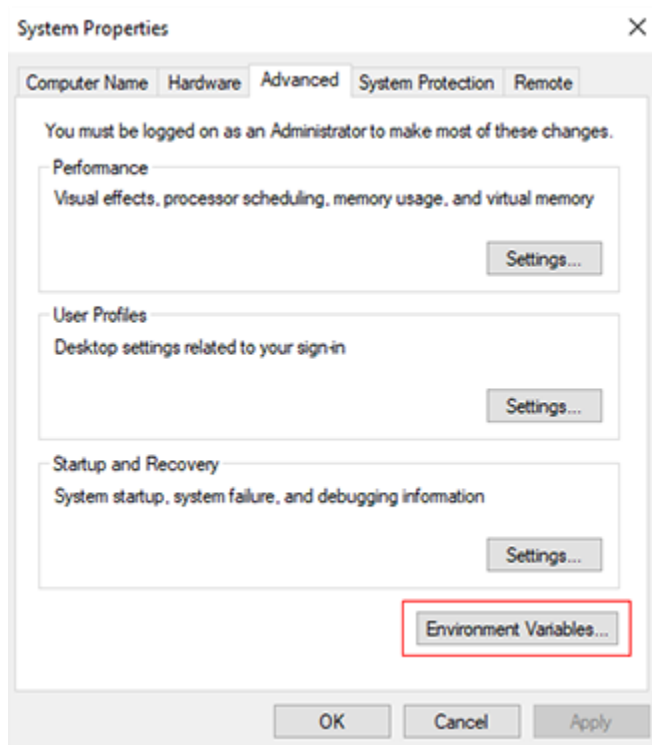 System Properties
Computer Name Hardware Advanced System Protection Remote
You must be logged on as an Administrator to make most of these changes.
Performance
Visual effects, processor scheduling, memory usage, and virtual memory
Settings...
User Profiles
Desktop settings related to your sign-in
Settings...
Startup and Recovery
System startup, system failure, and debugging information
Settings...
Environment Variables...
OK Cancel Apply